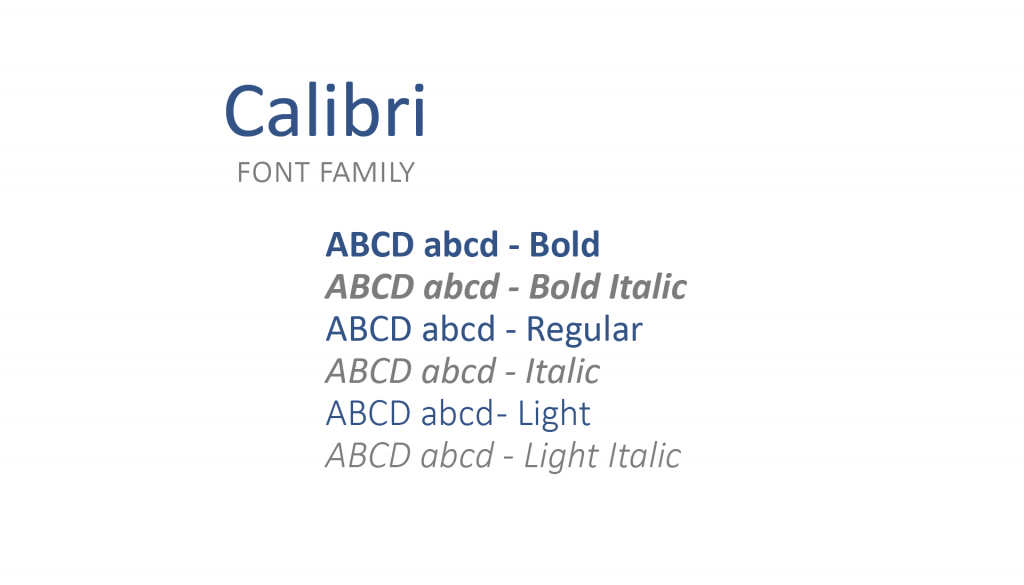 Calibri
FONT FAMILY
ABCD abcd - Bold
ABCD abcd - Bold Italic
ABCD abcd - Regular
ABCD abcd - Italic
ABCD abcd- Light
ABCD abcd - Light Italic